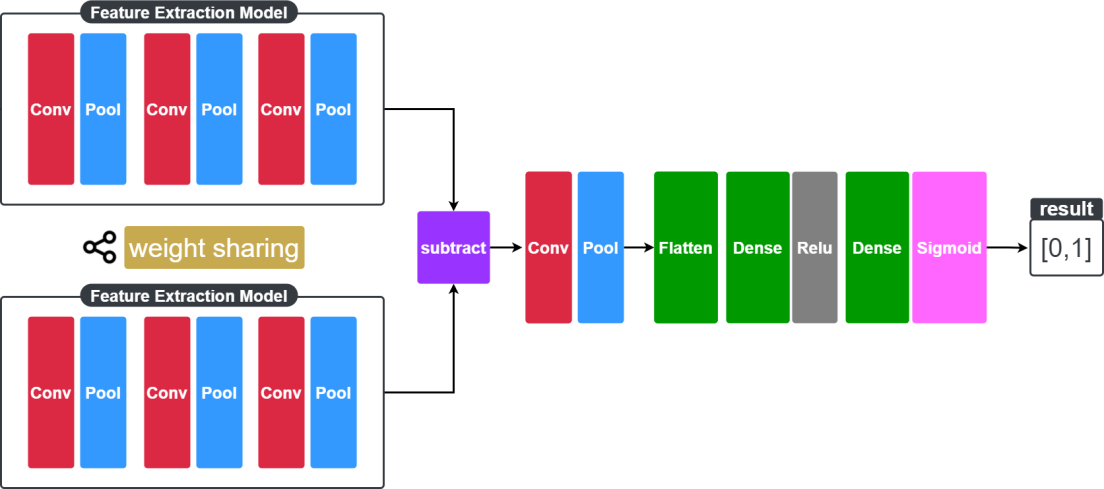 Feature Extraction Model
Conv Pool Conv Pool Conv Pool
weight sharing
Feature Extraction Model
Conv Pool Conv Pool Conv Pool
subtract
Conv Pool
Flatten Dense Relu Dense Sigmoid
result
[0,1]